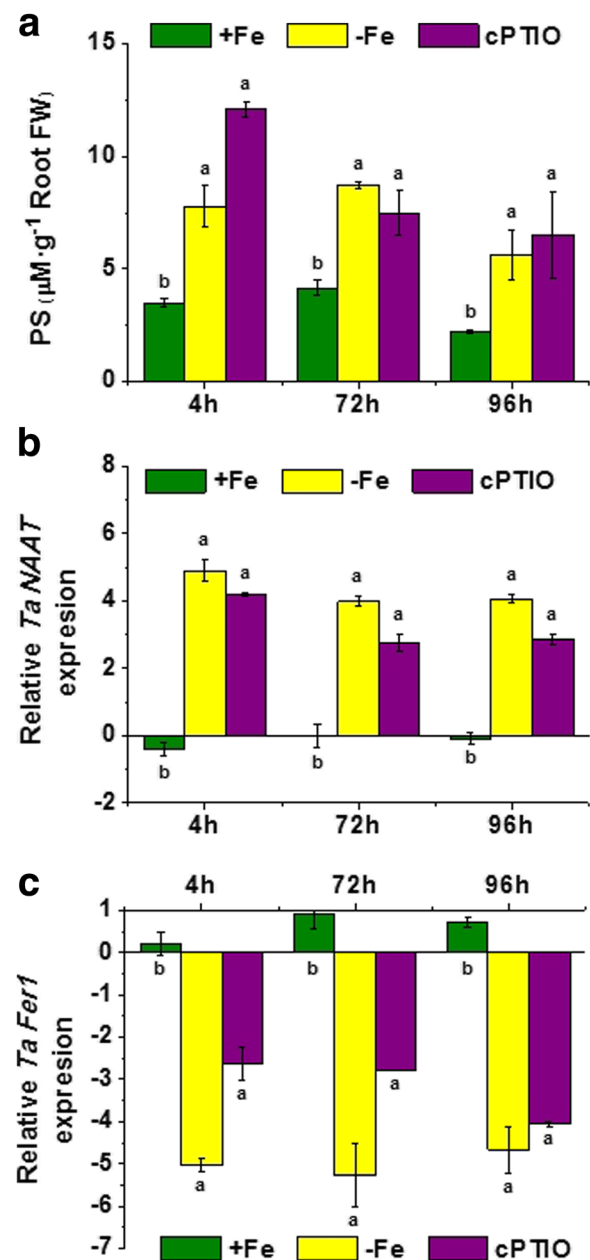 a
+Fe -Fe cPTIO
PS (µM·g⁻¹ Root FW)
15
10
5
0
a
a a a
a
a
b b
b
4h 72h 96h
b
+Fe -Fe cPTIO
Relative Ta NAAT
expresion
8
6
4
2
0
-2
a
a a a
a a
b b b
4h 72h 96h
c
4h 72h 96h
Relative Ta Fer1
expresion
1
0
-1
-2
-3
-4
-5
-6
-7
b b b
a a
a
a a
a
+Fe -Fe cPTIO